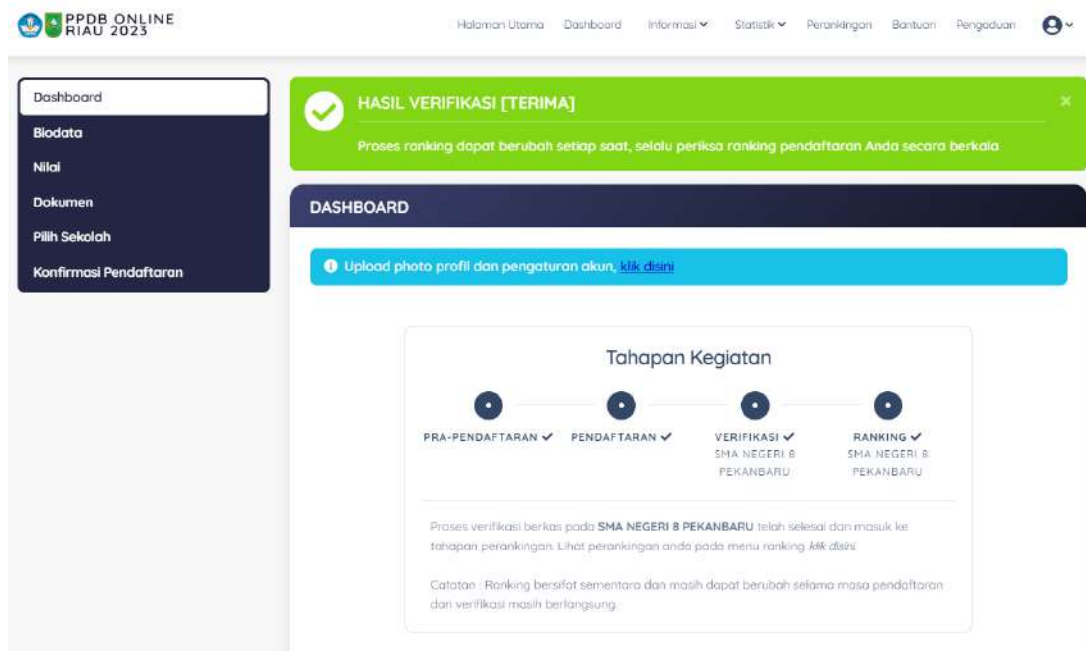 PPDB ONLINE
RIAU 2023
Halaman Utama Dashboard Informasi Statistik Perankingan Bantuan Pengaduan
Dashboard
Biodata
Nilai
Dokumen
Pilih Sekolah
Konfirmasi Pendaftaran
HASIL VERIFIKASI [TERIMA]
Proses ranking dapat berubah setiap saat, selalu periksa ranking pendaftaran Anda secara berkala
DASHBOARD
Upload photo profil dan pengaturan akun, klik disini
Tahapan Kegiatan
PRA-PENDAFTARAN ✔ PENDAFTARAN ✔ VERIFIKASI ✔ RANKING ✔
SMA NEGERI 8 SMA NEGERI 8
PEKANBARU PEKANBARU
Proses verifikasi berkas pada SMA NEGERI 8 PEKANBARU telah selesai dan masuk ke
tahapan perankingan. Lihat perankingan anda pada menu ranking klik disini
Catatan : Ranking bersifat sementara dan masih dapat berubah selama masa pendaftaran
dan verifikasi masih berlangsung.